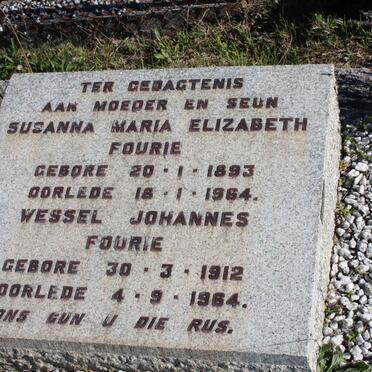 TER GEDAGTENIS
AAN MOEDER EN SEUN
SUSANNA MARIA ELIZABETH
FOURIE
GEBORE 20·1·1893
OORLEDE 18·1·1964.
WESSEL JOHANNES
FOURIE
GEBORE 30·3·1912
OORLEDE 4·9·1964.
ONS GUN U DIE RUS.